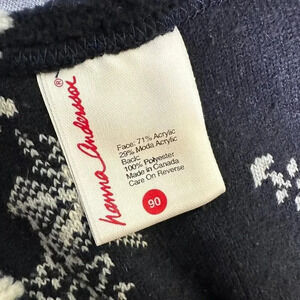 hanna andersson®
Face: 71% Acrylic
29% Moda Acrylic
Back:
100% Polyester
Made in Canada
Care On Reverse
90